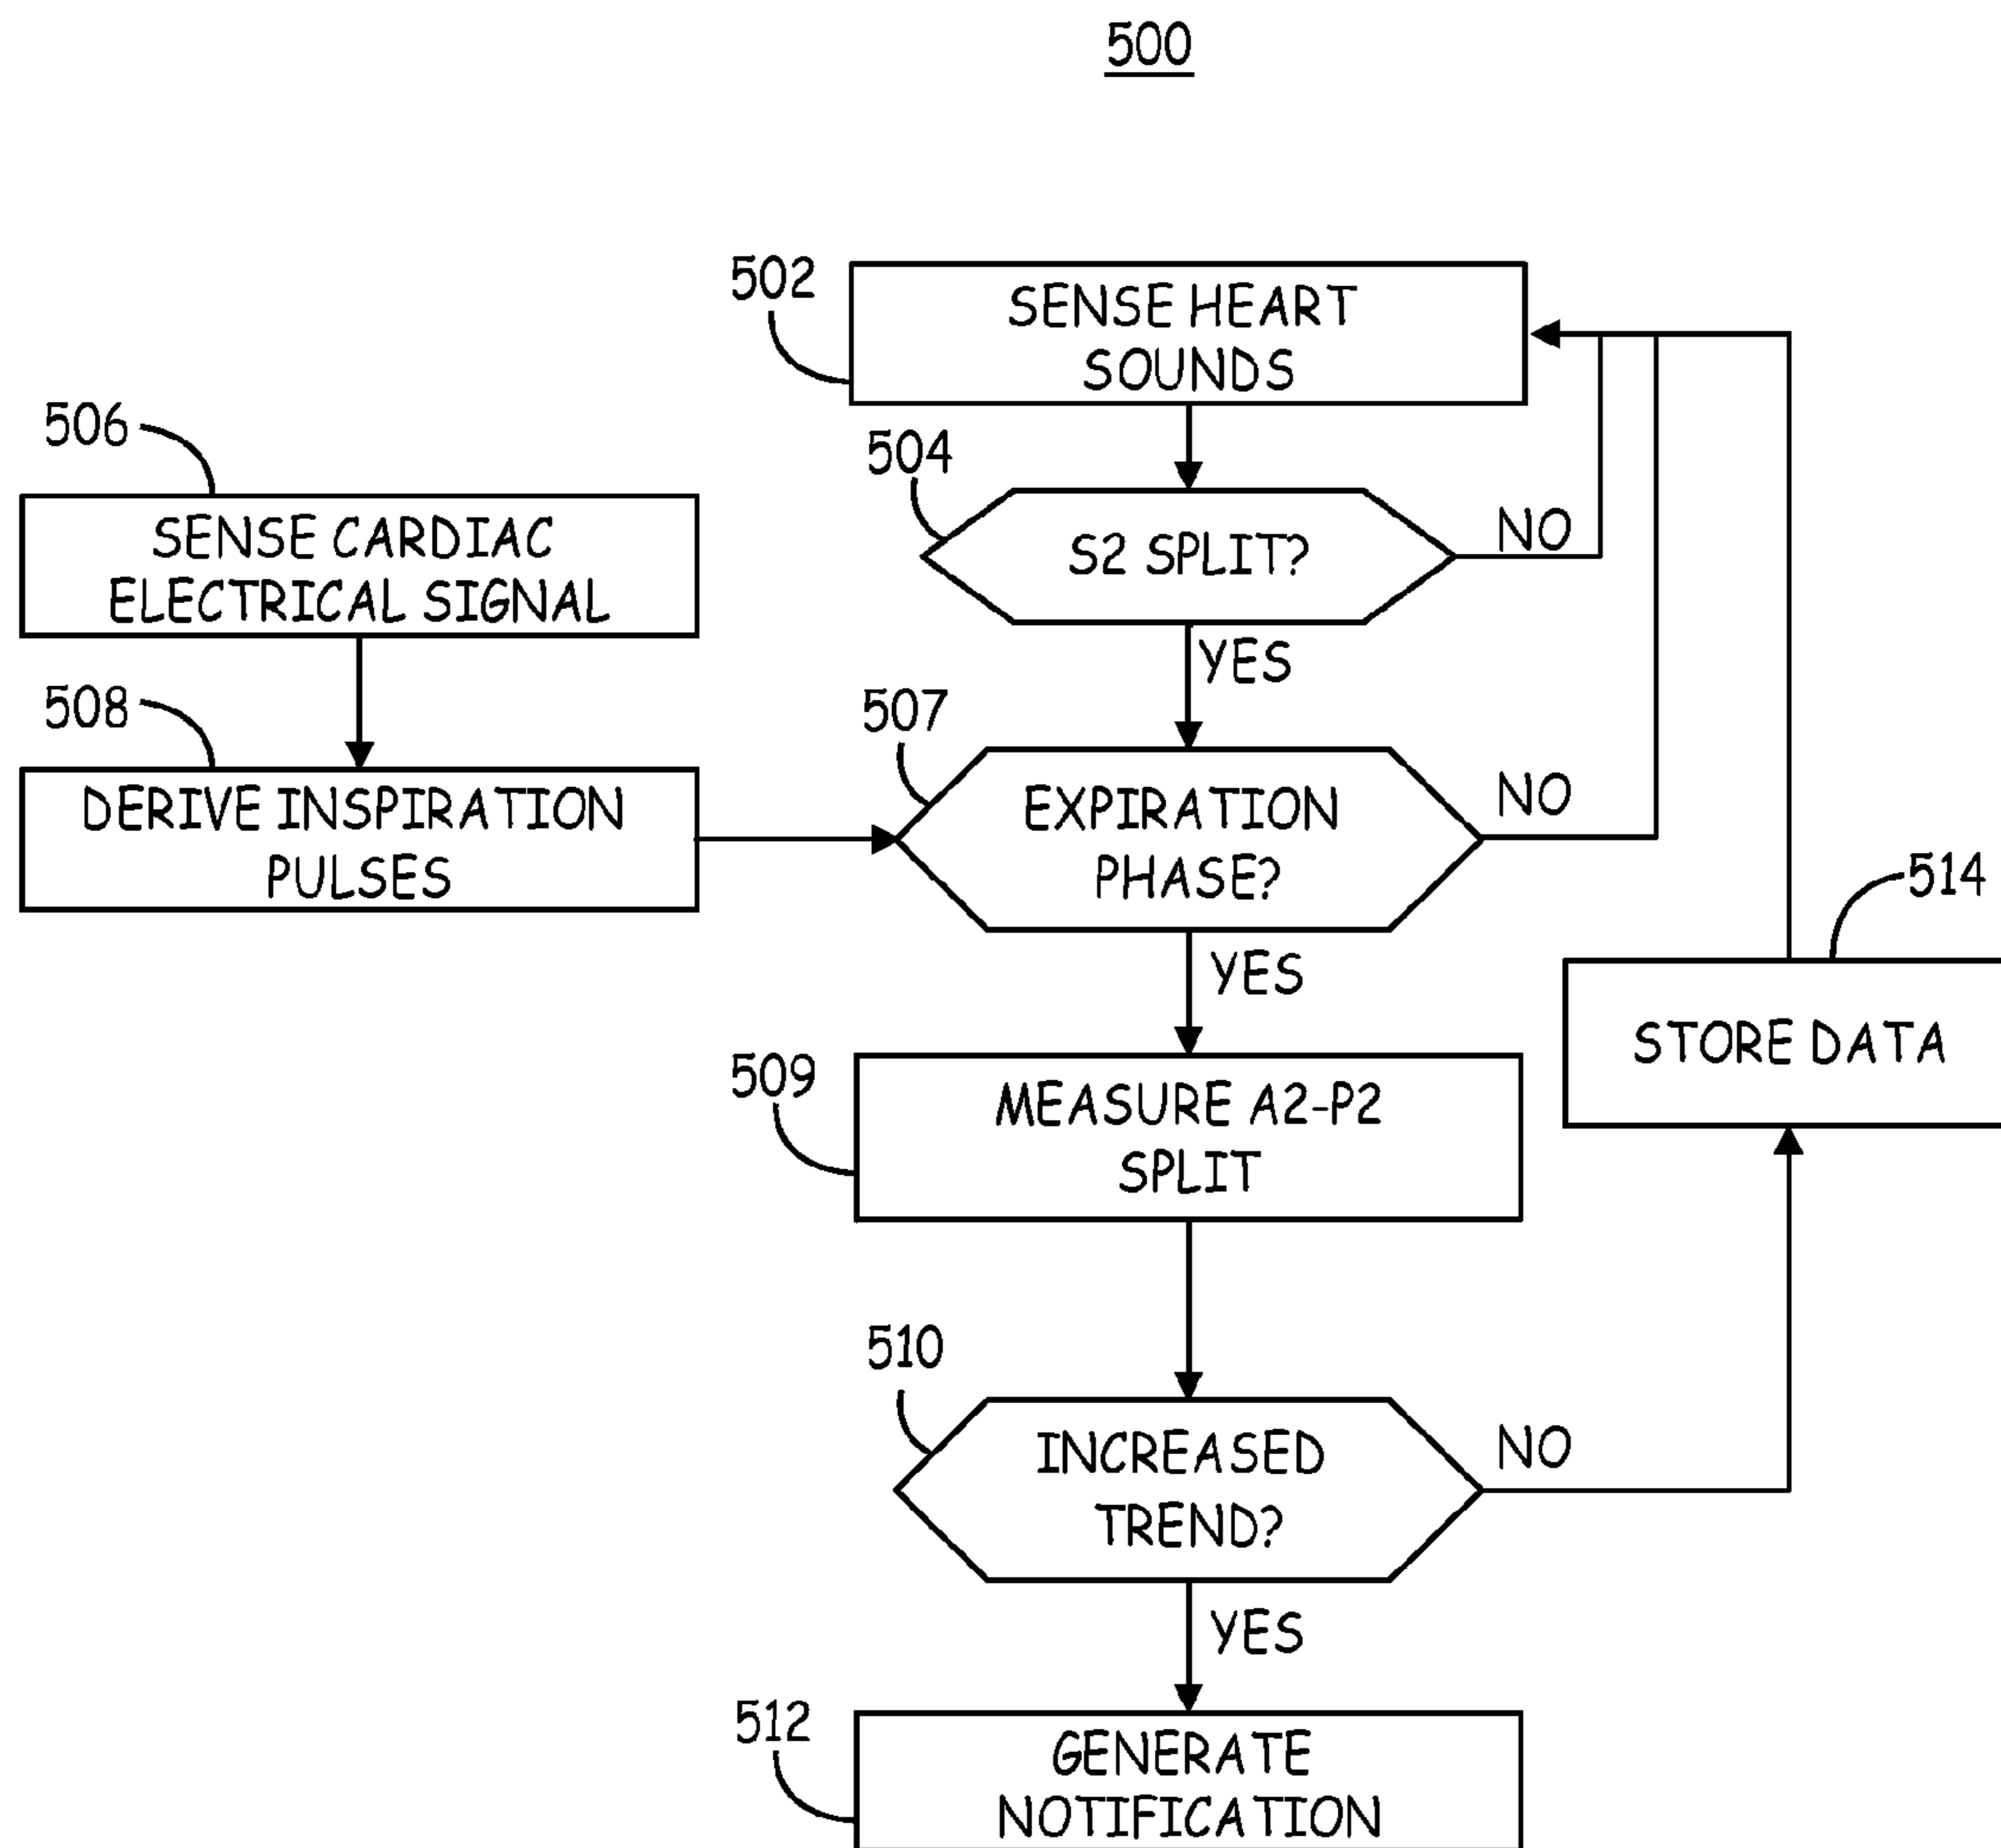 500
502
SENSE HEART
SOUNDS
506
504
SENSE CARDIAC
ELECTRICAL SIGNAL
S2 SPLIT?
NO
YES
508
507
DERIVE INSPIRATION
PULSES
EXPIRATION
PHASE?
NO
514
YES
STORE DATA
509
MEASURE A2-P2
SPLIT
510
INCREASED
TREND?
NO
YES
512
GENERATE
NOTIFICATION